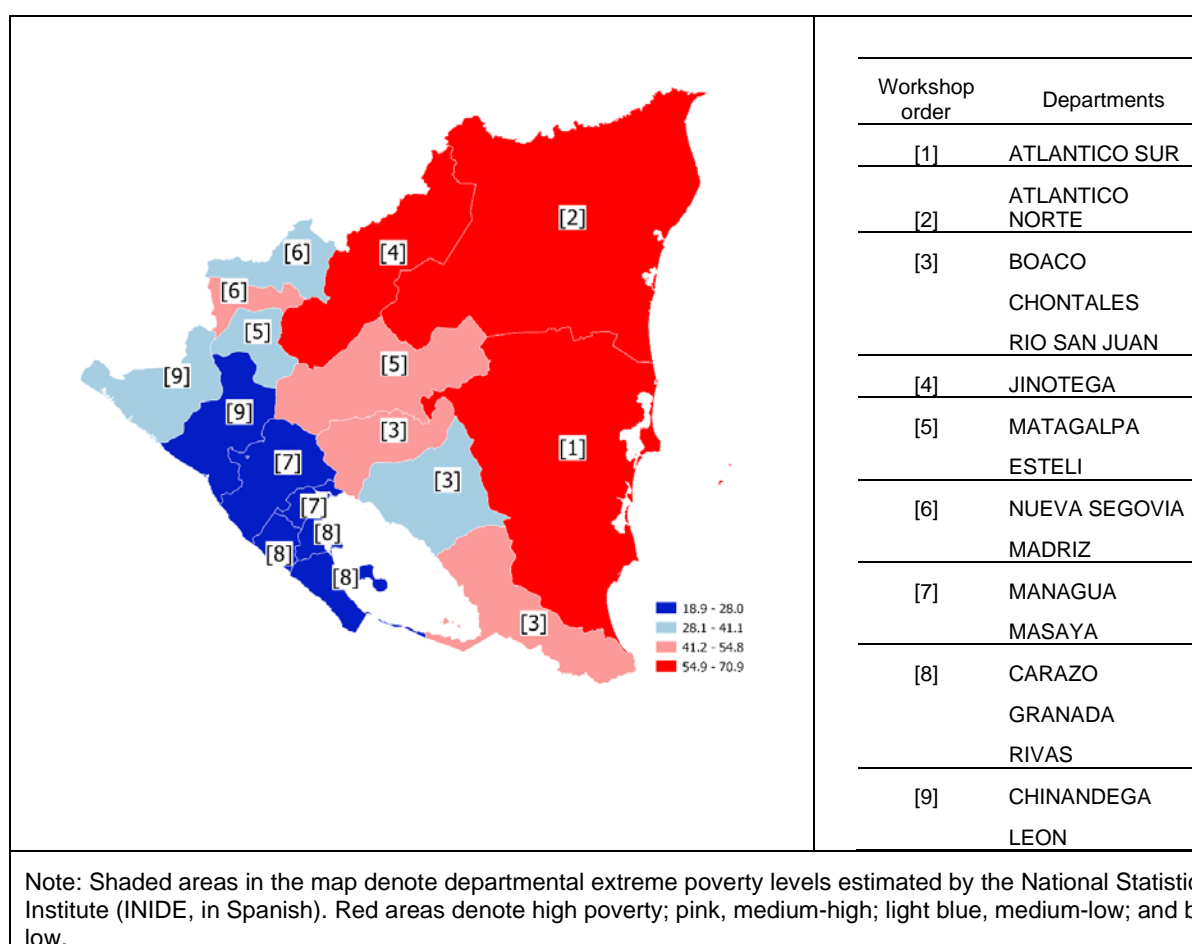 [2]
[4]
[6]
[6]
[5]
[5]
[9]
[9]
[3]
[1]
[7]
[3]
[7]
[8]
[8]
[8]
[3]
18.9 - 28.0
28.1 - 41.1
41.2 - 54.8
54.9 - 70.9
Workshop order Departments
[1] ATLANTICO SUR
[2] ATLANTICO NORTE
[3] BOACO
CHONTALES
RIO SAN JUAN
[4] JINOTEGA
[5] MATAGALPA
ESTELI
[6] NUEVA SEGOVIA
MADRIZ
[7] MANAGUA
MASAYA
[8] CARAZO
GRANADA
RIVAS
[9] CHINANDEGA
LEON
Note: Shaded areas in the map denote departmental extreme poverty levels estimated by the National
Institute (INIDE, in Spanish). Red areas denote high poverty; pink, medium-high; light blue, medium-low; and
low.